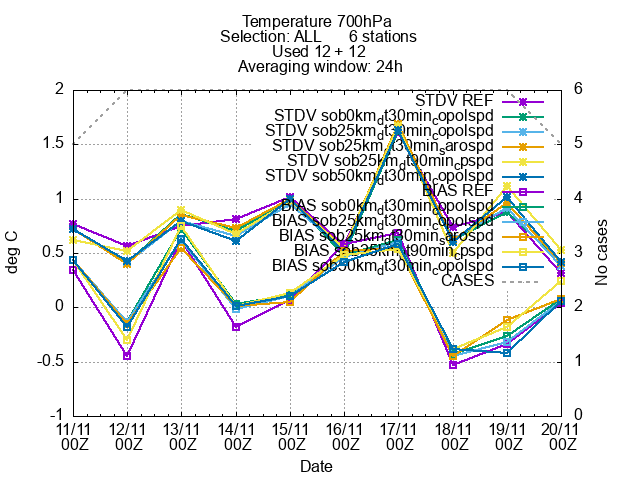 Temperature 700hPa
Selection: ALL 6 stations
Used 12 + 12
Averaging window: 24h
STDV REF
STDV sob0km_dt30min_copolspd
STDV sob25km_dt30min_copolspd
STDV sob25km_dt30min_sarospd
STDV sob25km_dt90min_cpspd
STDV sob50km_dt30min_copolspd
BIAS REF
BIAS sob0km_dt30min_copolspd
BIAS sob25km_dt30min_copolspd
BIAS sob25km_dt30min_sarospd
BIAS sob25km_dt90min_cpspd
BIAS sob50km_dt30min_copolspd
CASES
2
1.5
1
0.5
0
-0.5
-1
deg C
6
5
4
3
2
1
0
No cases
11/11 12/11 13/11 14/11 15/11 16/11 17/11 18/11 19/11 20/11
00Z 00Z 00Z 00Z 00Z 00Z 00Z 00Z 00Z 00Z
Date